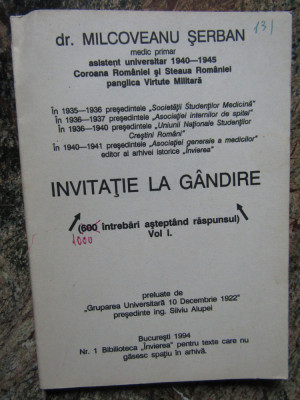 131
dr. MILCOVEANU ŞERBAN
medic primar
asistent universitar 1940—1945
Coroana României şi Steaua României
panglica Virtute Militară
În 1935—1936 preşedintele „Societăţii Studenţilor Medicină”
în 1936—1937 preşedintele „Asociaţiei internilor de spital”
în 1936—1940 preşedintele „Uniunii Naţionale Studenţilor
Creştini Români”
În 1940—1941 preşedintele „Asociaţiei generale a medicilor”
editor al arhivei istorica „Învierea”
INVITAŢIE LA GÂNDIRE
(600 întrebări aşteptând răspunsul)
1000
Vol I.
preluate de
„Gruparea Universitară 10 Decembrie 1922”
preşedinte ing. Silviu Alupei
Bucureşti 1994
Nr. 1 Biblioteca „Învierea” pentru texte care nu
găsesc spaţiu în arhivă.